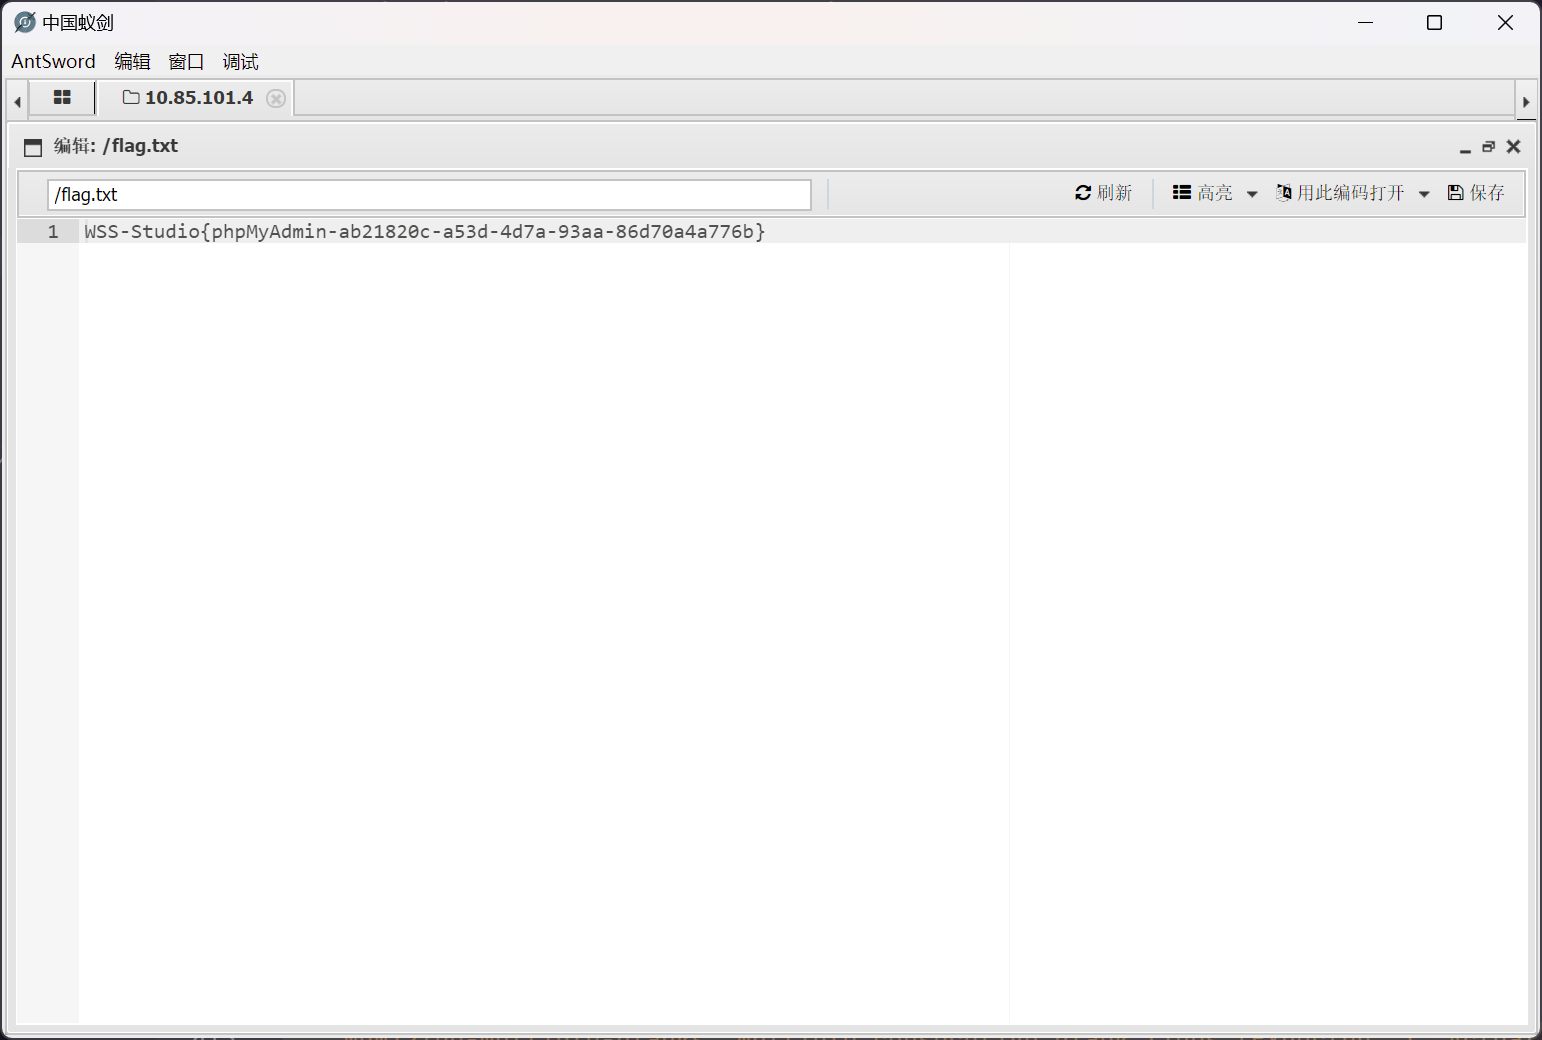 中国蚁剑
AntSword 编辑 窗口 调试
10.85.101.4
编辑: /flag.txt
/flag.txt 刷新 高亮 用此编码打开 保存
1 WSS-Studio{phpMyAdmin-ab21820c-a53d-4d7a-93aa-86d70a4a776b}